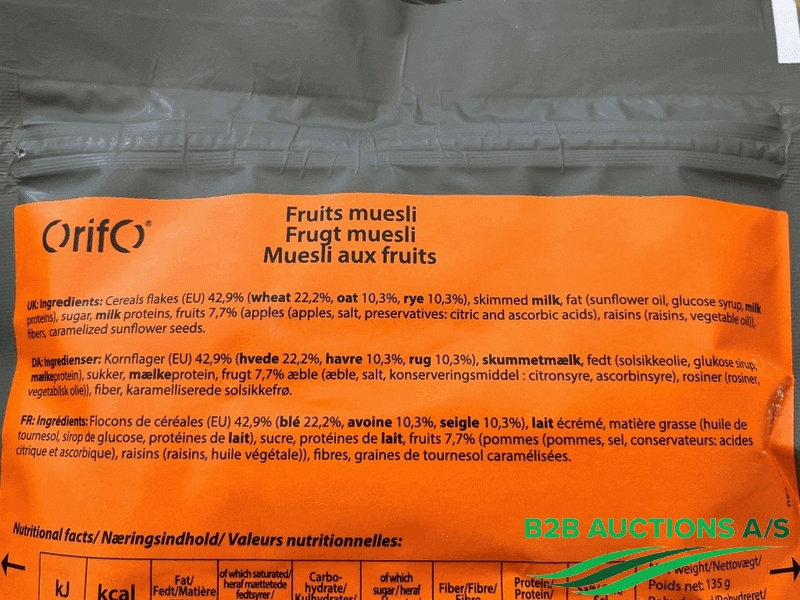 OrifO®
Fruits muesli
Frugt muesli
Muesli aux fruits
UK: Ingredients: Cereals flakes (EU) 42,9% (wheat 22,2%, oat 10,3%, rye 10,3%), skimmed milk, fat (sunflower oil, glucose syrup, milk
proteins), sugar, milk proteins, fruits 7,7% (apples (apples, salt, preservatives: citric and ascorbic acids), raisins (raisins, vegetable oil)),
fibers, caramelized sunflower seeds.
DA: Ingredienser: Kornflager (EU) 42,9% (hvede 22,2%, havre 10,3%, rug 10,3%), skummetmælk, fedt (solsikkeolie, glukose sirup,
mælkeprotein), sukker, mælkeprotein, frugt 7,7% æble (æble, salt, konserveringsmiddel : citronsyre, ascorbinsyre), rosiner (rosiner,
vegetabilsk olie)), fiber, karamelliserede solsikkefrø.
FR: Ingrédients: Flocons de céréales (EU) 42,9% (blé 22,2%, avoine 10,3%, seigle 10,3%), lait écrémé, matière grasse (huile de
tournesol, sirop de glucose, protéines de lait), sucre, protéines de lait, fruits 7,7% (pommes (pommes, sel, conservateurs: acides
citrique et ascorbique), raisins (raisins, huile végétale)), fibres, graines de tournesol caramélisées.
Nutritional facts/ Næringsindhold/ Valeurs nutritionnelles:
B2B AUCTIONS A/S
kJ
kcal
Fat/
Fedt/Matière
of which saturated/
heraf mættetede
fedtsyrer/
Carbo-
hydrate/
Kulhydrater/
of which
sugar/heraf
Fiber/Fibre/
Fibre
Protein/
Protein/
Sel
Weight/Nettovægt/
Poids net: 135 g